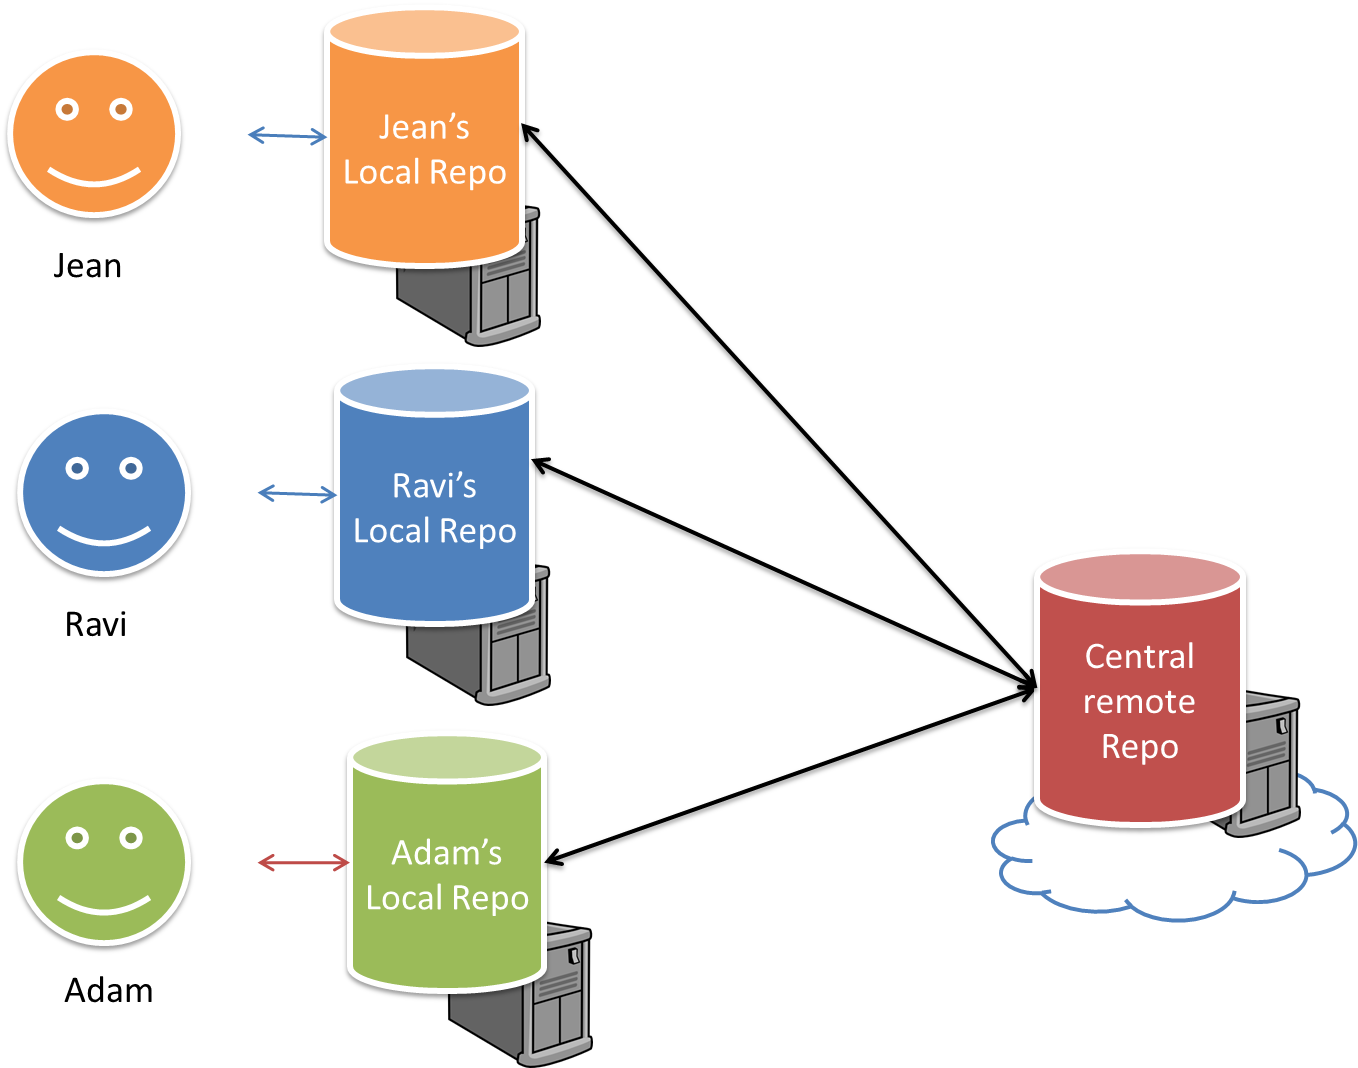 Jean's
Local Repo
Jean
Ravi's
Local Repo
Ravi
Central
remote
Repo
Adam's
Local Repo
Adam